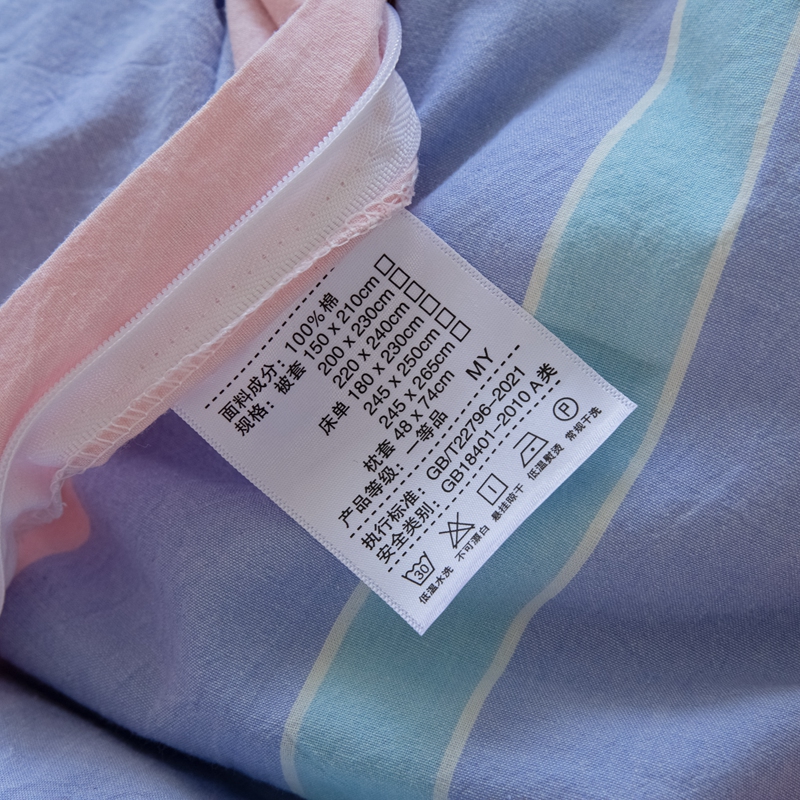 面料成分：100% 棉
规格：被套 150 X 210cm □
200 x 230cm □
220 x 240cm □
床单 180 x 230cm □
245 x 250cm □
245 x 265cm □
枕套 48 x 74cm □
产品等级：一等品 MY
执行标准：GB/T22796-2021
安全类别：GB18401-2010 A 类
30
低温水洗 不可漂白 悬挂晾干 低温熨烫 常规干洗
P